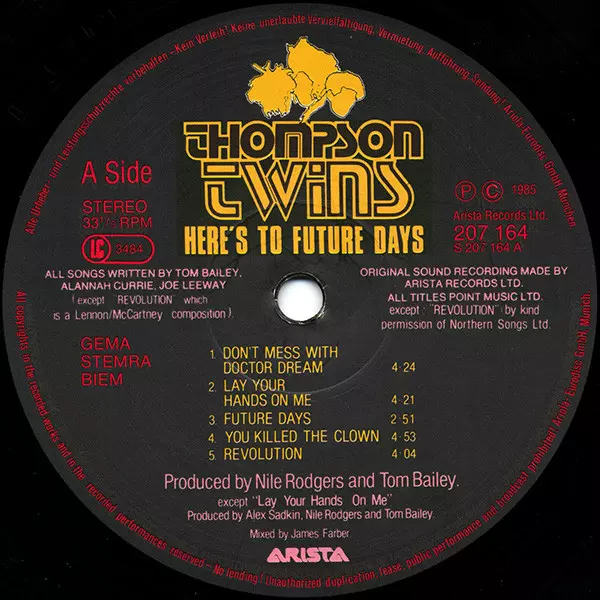 Alle Urheber- und Leistungsschutzrechte vorbehalten – Kein Verleih! Keine unerlaubte Vervielfältigung, Vermietung, Aufführung, Sendung! Ariola Eurodisc GmbH, München.
THOMPSON
TWINS
HERE'S TO FUTURE DAYS
A Side
STEREO
33 1/3 RPM
LC 3484
P C 1985
Arista Records Ltd.
207 164
S 207 164 A
ALL SONGS WRITTEN BY TOM BAILEY,
ALANNAH CURRIE, JOE LEEWAY
(except "REVOLUTION" which
is a Lennon/McCartney composition).
ORIGINAL SOUND RECORDING MADE BY
ARISTA RECORDS LTD.
ALL TITLES POINT MUSIC LTD.
except: "REVOLUTION" by kind
permission of Northern Songs Ltd.
GEMA
STEMRA
BIEM
1. DON'T MESS WITH
DOCTOR DREAM 4·24
2. LAY YOUR
HANDS ON ME 4·21
3. FUTURE DAYS 2·51
4. YOU KILLED THE CLOWN 4·53
5. REVOLUTION 4·04
Produced by Nile Rodgers and Tom Bailey.
except "Lay Your Hands On Me"
Produced by Alex Sadkin, Nile Rodgers and Tom Bailey.
Mixed by James Farber.
ARISTA
All copyrights in the recorded works and in the recorded performances reserved – No lending! Unauthorized duplication, lease, public performance and broadcast prohibited! Ariola Eurodisc GmbH, Munich.